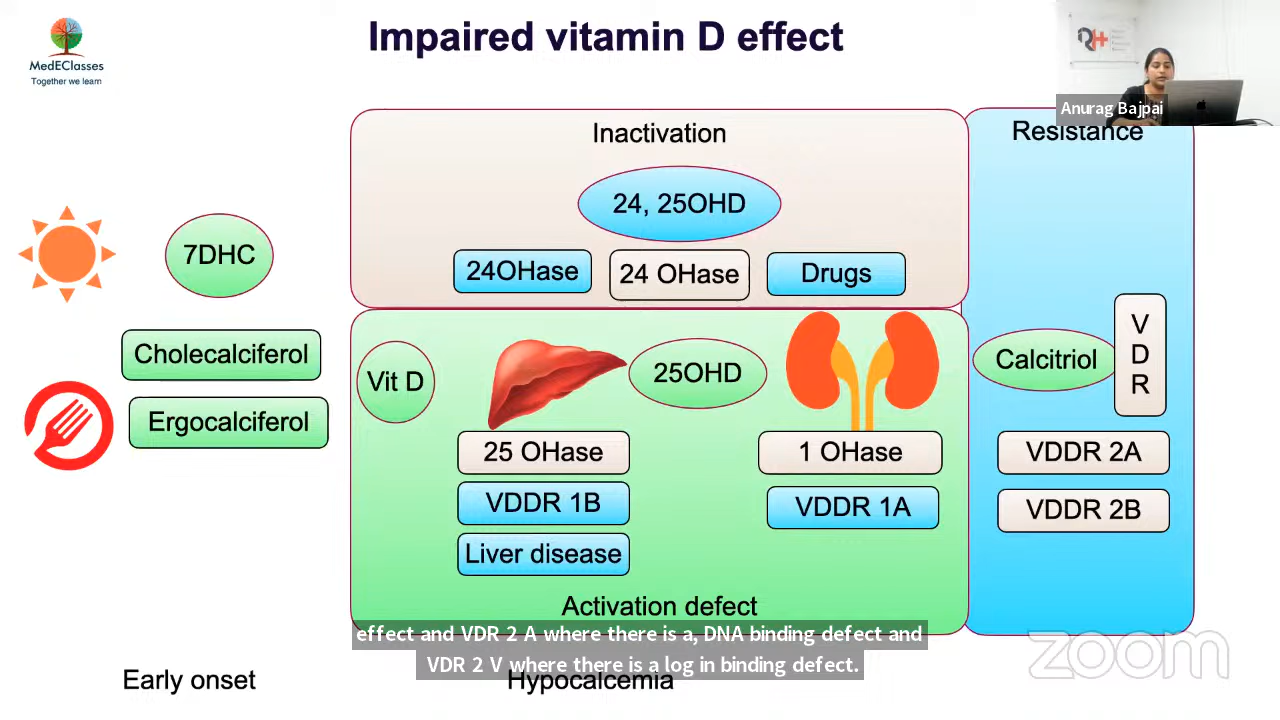 Impaired vitamin D effect
MedEClasses
Together we learn
Anurag Bajpai
Inactivation
Resistance
24, 25OHD
24OHase
24 OHase
Drugs
7DHC
Cholecalciferol
Ergocalciferol
Vit D
25OHD
Calcitriol
V
D
R
25 OHase
1 OHase
VDDR 2A
VDDR 1B
VDDR 1A
VDDR 2B
Liver disease
Activation defect
effect and VDR 2 A where there is a, DNA binding defect and
VDR 2 V where there is a log in binding defect.
Early onset
Hypocalcemia
zoom